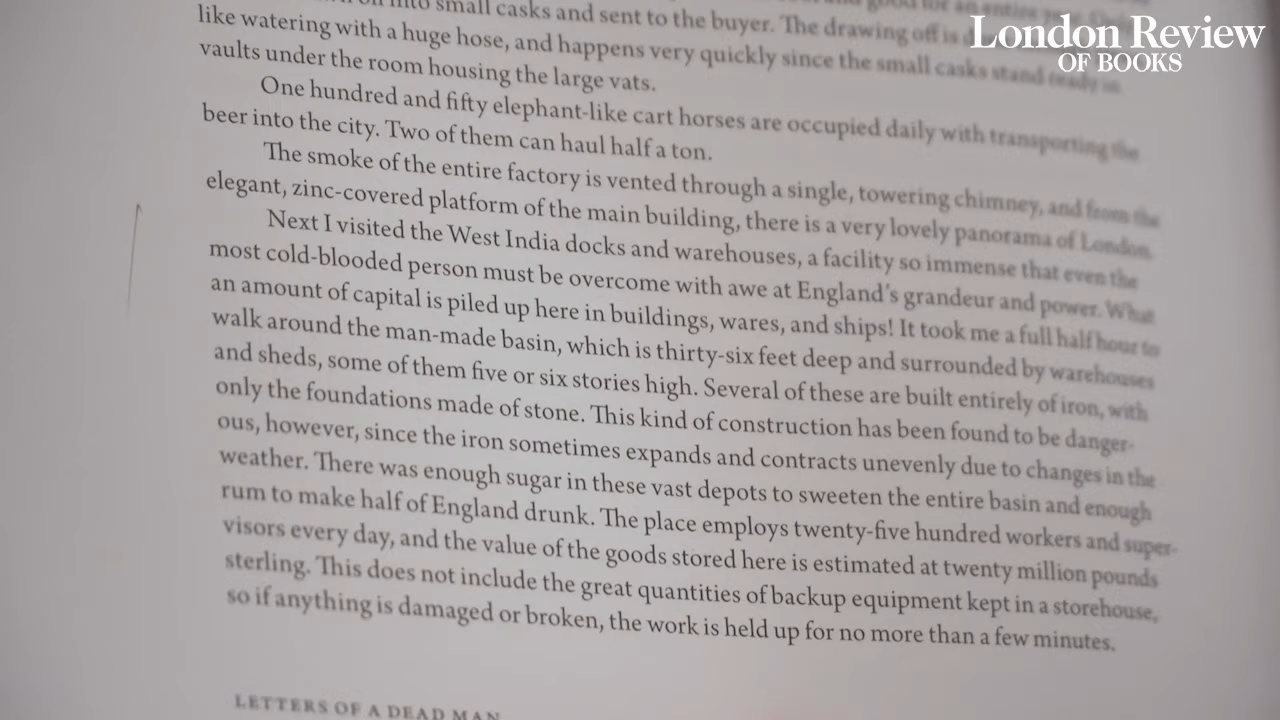 London Review
OF BOOKS
into small casks and sent to the buyer. The drawing off is
like watering with a huge hose, and happens very quickly since the small casks stand ready in
vaults under the room housing the large vats.
One hundred and fifty elephant-like cart horses are occupied daily with transporting the
beer into the city. Two of them can haul half a ton.
The smoke of the entire factory is vented through a single, towering chimney, and from the
elegant, zinc-covered platform of the main building, there is a very lovely panorama of London.
Next I visited the West India docks and warehouses, a facility so immense that even the
most cold-blooded person must be overcome with awe at England's grandeur and power. What
an amount of capital is piled up here in buildings, wares, and ships! It took me a full half hour to
walk around the man-made basin, which is thirty-six feet deep and surrounded by warehouses
and sheds, some of them five or six stories high. Several of these are built entirely of iron, with
only the foundations made of stone. This kind of construction has been found to be danger-
ous, however, since the iron sometimes expands and contracts unevenly due to changes in the
weather. There was enough sugar in these vast depots to sweeten the entire basin and enough
rum to make half of England drunk. The place employs twenty-five hundred workers and super-
visors every day, and the value of the goods stored here is estimated at twenty million pounds
sterling. This does not include the great quantities of backup equipment kept in a storehouse,
so if anything is damaged or broken, the work is held up for no more than a few minutes.
LETTERS OF A DEAD MAN